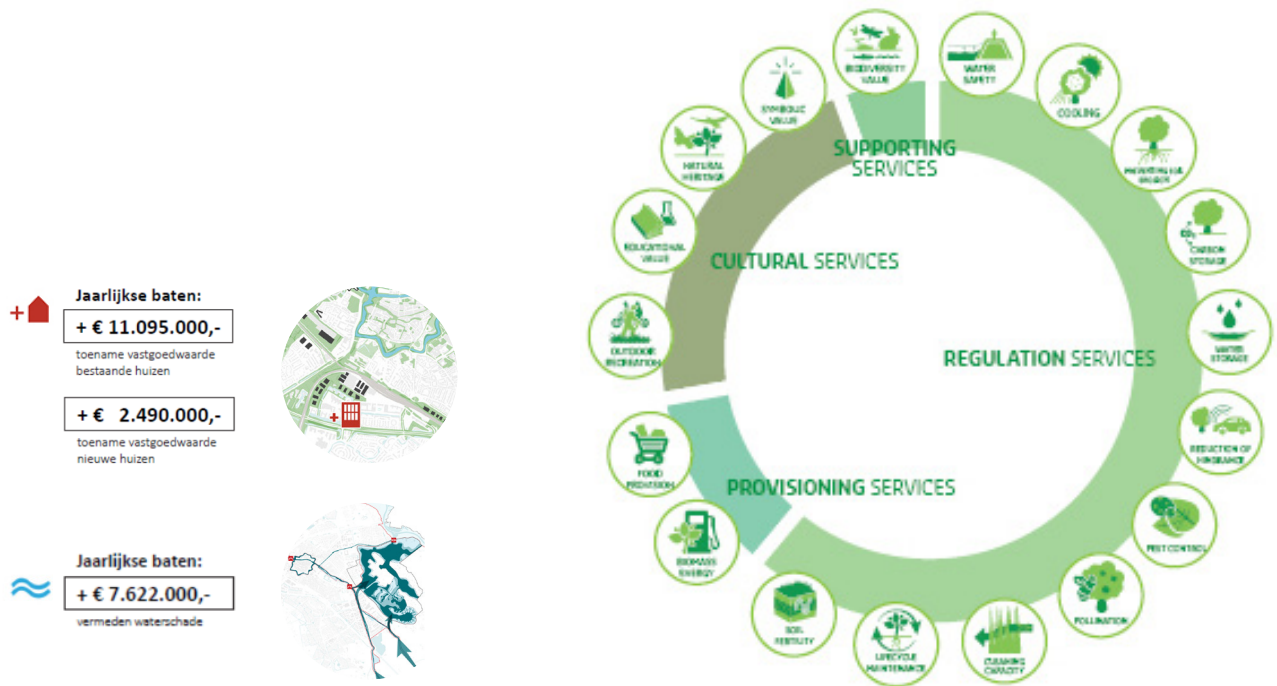 Jaarlijkse baten:
+ € 11.095.000,-
toename vastgoedwaarde
bestaande huizen
+ € 2.490.000,-
toename vastgoedwaarde
nieuwe huizen
Jaarlijkse baten:
+ € 7.622.000,-
vermeden waterschade
SUPPORTING
SERVICES
CULTURAL SERVICES
REGULATION SERVICES
PROVISIONING SERVICES
BIODIVERSITY
VALUE
WATER
SAFETY
COOLING
CARBON
STORAGE
WATER
STORAGE
REDUCTION OF
HINDRANCE
PEST CONTROL
POLLINATION
CLEANING
CAPACITY
LIFECYCLE
MAINTENANCE
SOIL
FERTILITY
BIOMASS
ENERGY
FOOD
PROVISION
OUTDOOR
RECREATION
EDUCATIONAL
VALUE
NATURAL
HERITAGE
SYMBOLIC
VALUE